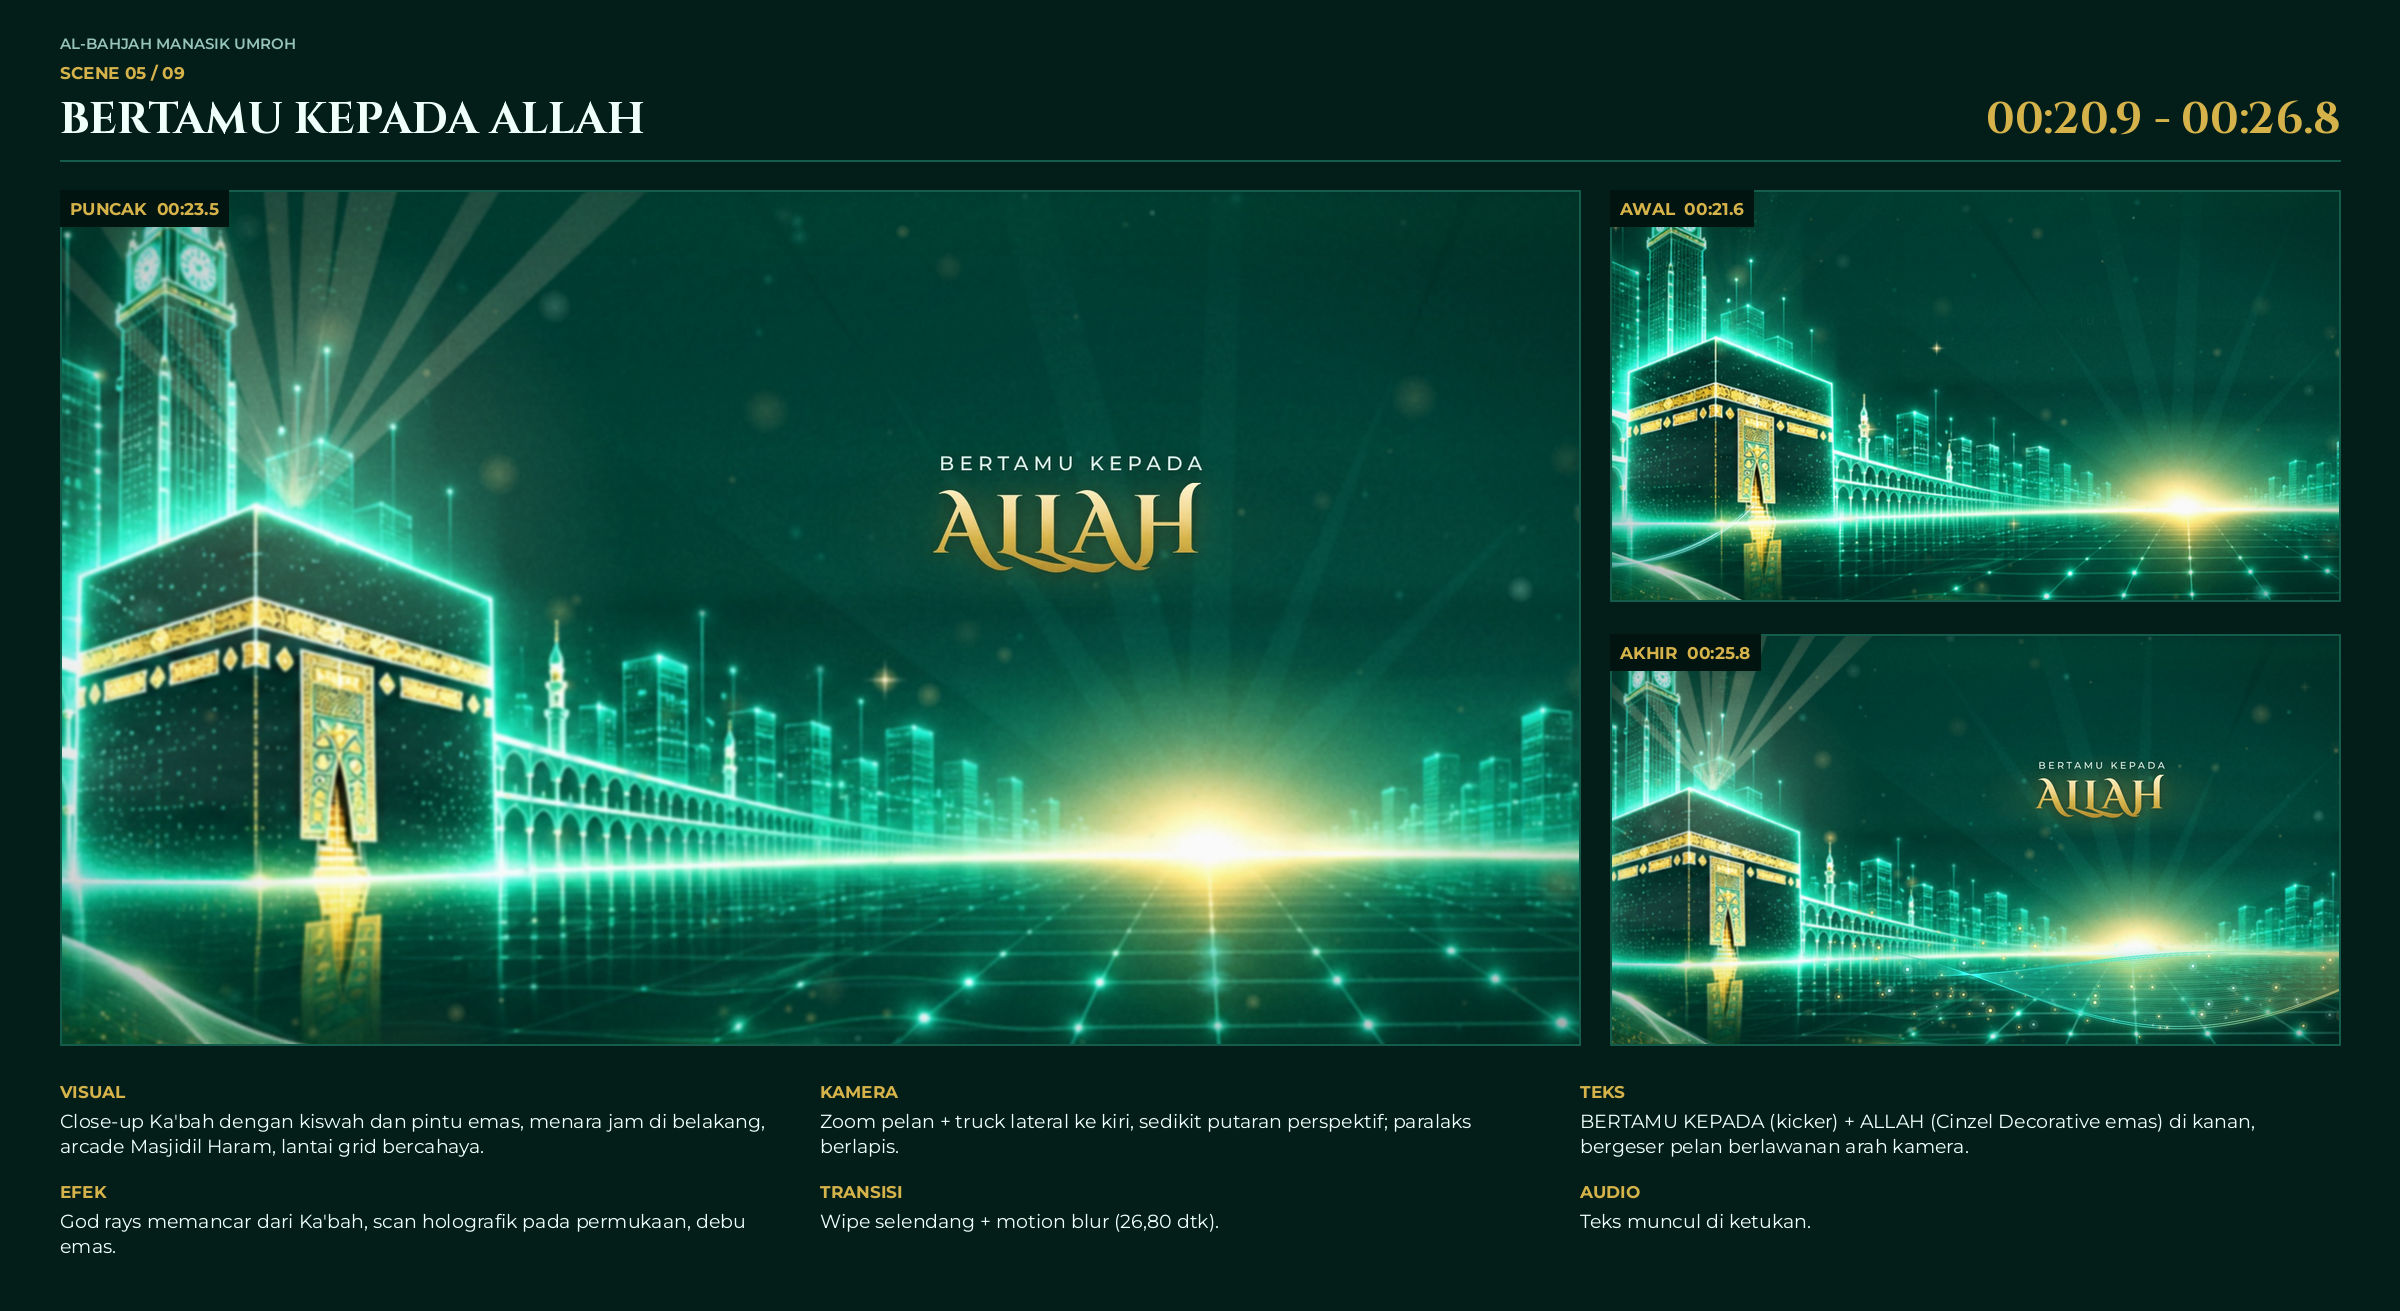 AL-BAHJAH MANASIK UMROH
SCENE 05 / 09
BERTAMU KEPADA ALLAH
00:20.9 - 00:26.8
PUNCAK 00:23.5
BERTAMU KEPADA
ALLAH
AWAL 00:21.6
AKHIR 00:25.8
BERTAMU KEPADA
ALLAH
VISUAL
Close-up Ka'bah dengan kiswah dan pintu emas, menara jam di belakang,
arcade Masjidil Haram, lantai grid bercahaya.
KAMERA
Zoom pelan + truck lateral ke kiri, sedikit putaran perspektif; paralaks
berlapis.
TEKS
BERTAMU KEPADA (kicker) + ALLAH (Cinzel Decorative emas) di kanan,
bergeser pelan berlawanan arah kamera.
EFEK
God rays memancar dari Ka'bah, scan holografik pada permukaan, debu
emas.
TRANSISI
Wipe selendang + motion blur (26,80 dtk).
AUDIO
Teks muncul di ketukan.